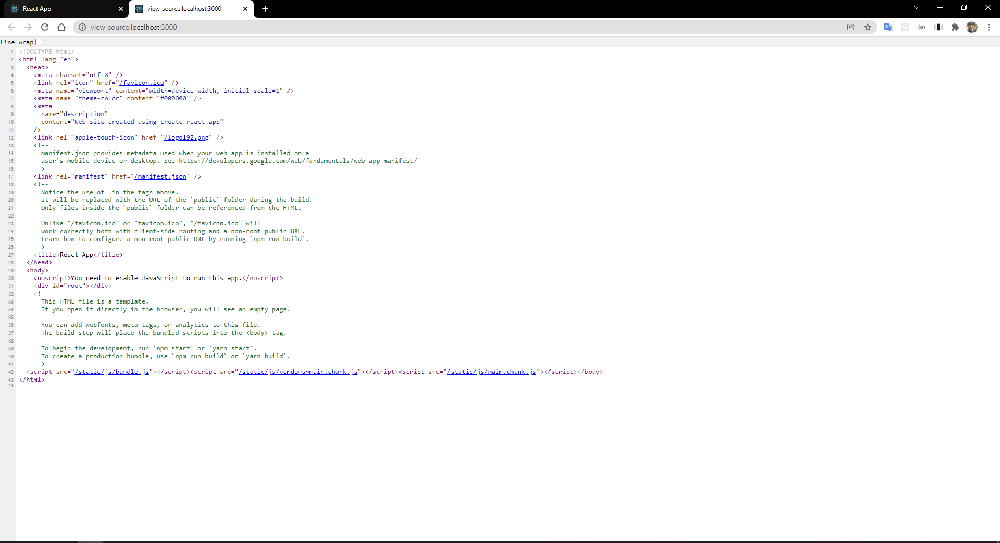 React App
view-source:localhost:3000
view-source:localhost:3000
Line wrap
1 <!DOCTYPE html>
2 <html lang="en">
3   <head>
4     <meta charset="utf-8" />
5     <link rel="icon" href="/favicon.ico" />
6     <meta name="viewport" content="width=device-width, initial-scale=1" />
7     <meta name="theme-color" content="#000000" />
8     <meta
9       name="description"
10       content="Web site created using create-react-app"
11     />
12     <link rel="apple-touch-icon" href="/logo192.png" />
13     <!--
14       manifest.json provides metadata used when your web app is installed on a
15       user's mobile device or desktop. See https://developers.google.com/web/fundamentals/web-app-manifest/
16     -->
17     <link rel="manifest" href="/manifest.json" />
18     <!--
19       Notice the use of  in the tags above.
20       It will be replaced with the URL of the `public` folder during the build.
21       Only files inside the `public` folder can be referenced from the HTML.
22
23       Unlike "/favicon.ico" or "favicon.ico", "/favicon.ico" will
24       work correctly both with client-side routing and a non-root public URL.
25       Learn how to configure a non-root public URL by running `npm run build`.
26     -->
27     <title>React App</title>
28   </head>
29   <body>
30     <noscript>You need to enable JavaScript to run this app.</noscript>
31     <div id="root"></div>
32     <!--
33       This HTML file is a template.
34       If you open it directly in the browser, you will see an empty page.
35
36       You can add webfonts, meta tags, or analytics to this file.
37       The build step will place the bundled scripts into the <body> tag.
38
39       To begin the development, run `npm start` or `yarn start`.
40       To create a production bundle, use `npm run build` or `yarn build`.
41     -->
42   <script src="/static/js/bundle.js"></script><script src="/static/js/vendors~main.chunk.js"></script><script src="/static/js/main.chunk.js"></script></body>
43 </html>
44